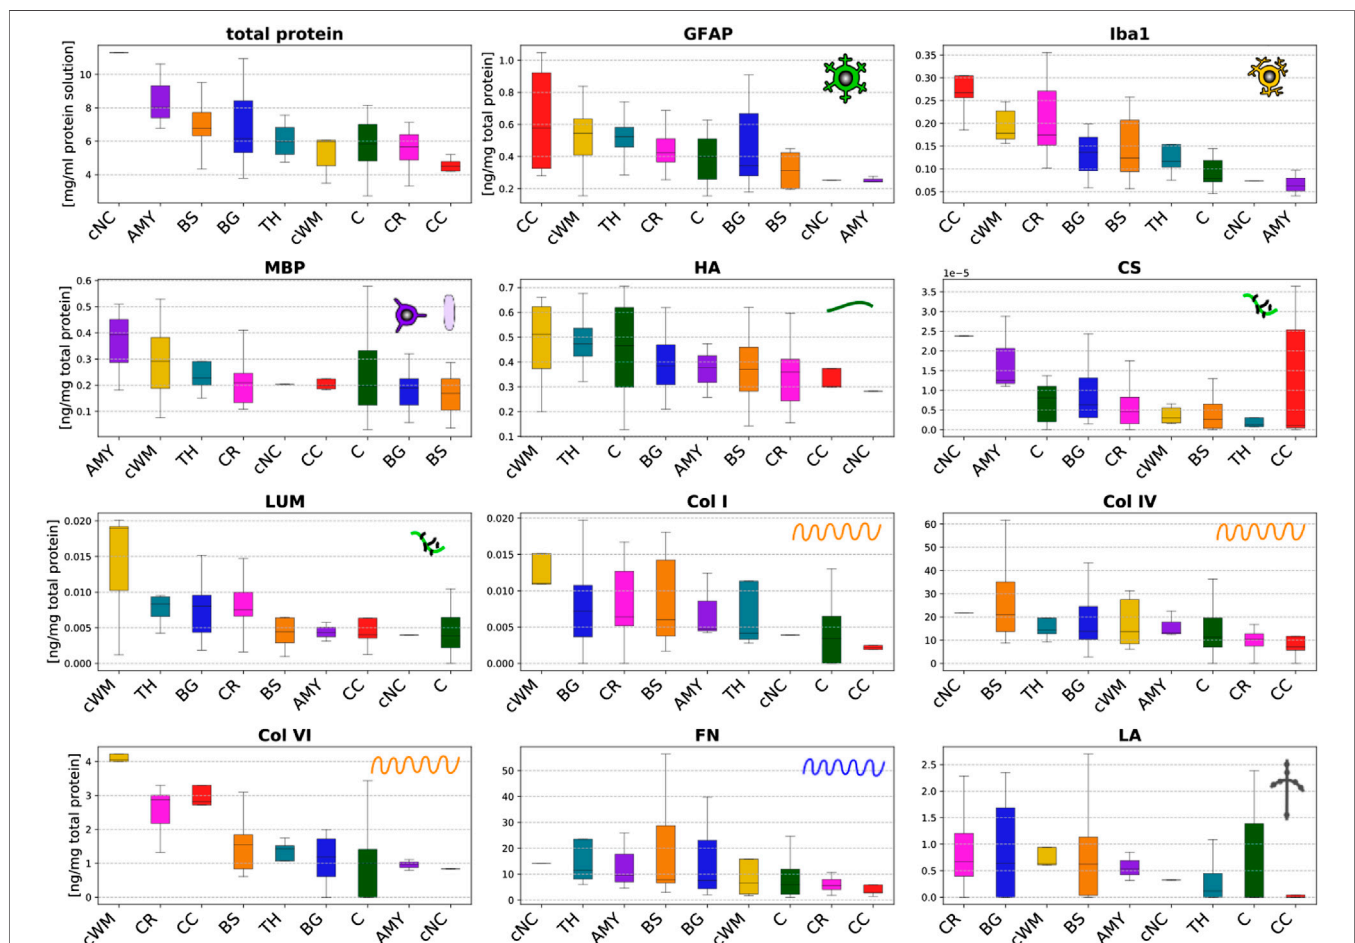 total protein
[mg/ml protein solution]
10
8
6
4
cNC AMY BS BG TH cWM C CR CC
GFAP
[ng/mg total protein]
1.0
0.8
0.6
0.4
0.2
CC cWM TH CR C BG BS cNC AMY
Iba1
0.35
0.30
0.25
0.20
0.15
0.10
0.05
CC cWM CR BG BS TH C cNC AMY
MBP
[ng/mg total protein]
0.6
0.5
0.4
0.3
0.2
0.1
AMY cWM TH CR cNC CC C BG BS
HA
0.7
0.6
0.5
0.4
0.3
0.2
0.1
cWM TH C BG AMY BS CR CC cNC
CS
1e−5
3.5
3.0
2.5
2.0
1.5
1.0
0.5
0.0
cNC AMY C BG CR cWM BS TH CC
LUM
[ng/mg total protein]
0.020
0.015
0.010
0.005
0.000
cWM TH BG CR BS AMY CC cNC C
Col I
0.020
0.015
0.010
0.005
0.000
cWM BG CR BS AMY TH cNC C CC
Col IV
60
50
40
30
20
10
0
cNC BS TH BG cWM AMY C CR CC
Col VI
[ng/mg total protein]
4
3
2
1
0
cWM CR CC BS TH BG C AMY cNC
FN
50
40
30
20
10
0
cNC TH AMY BS BG cWM C CR CC
LA
2.5
2.0
1.5
1.0
0.5
0.0
CR BG cWM BS AMY cNC TH C CC